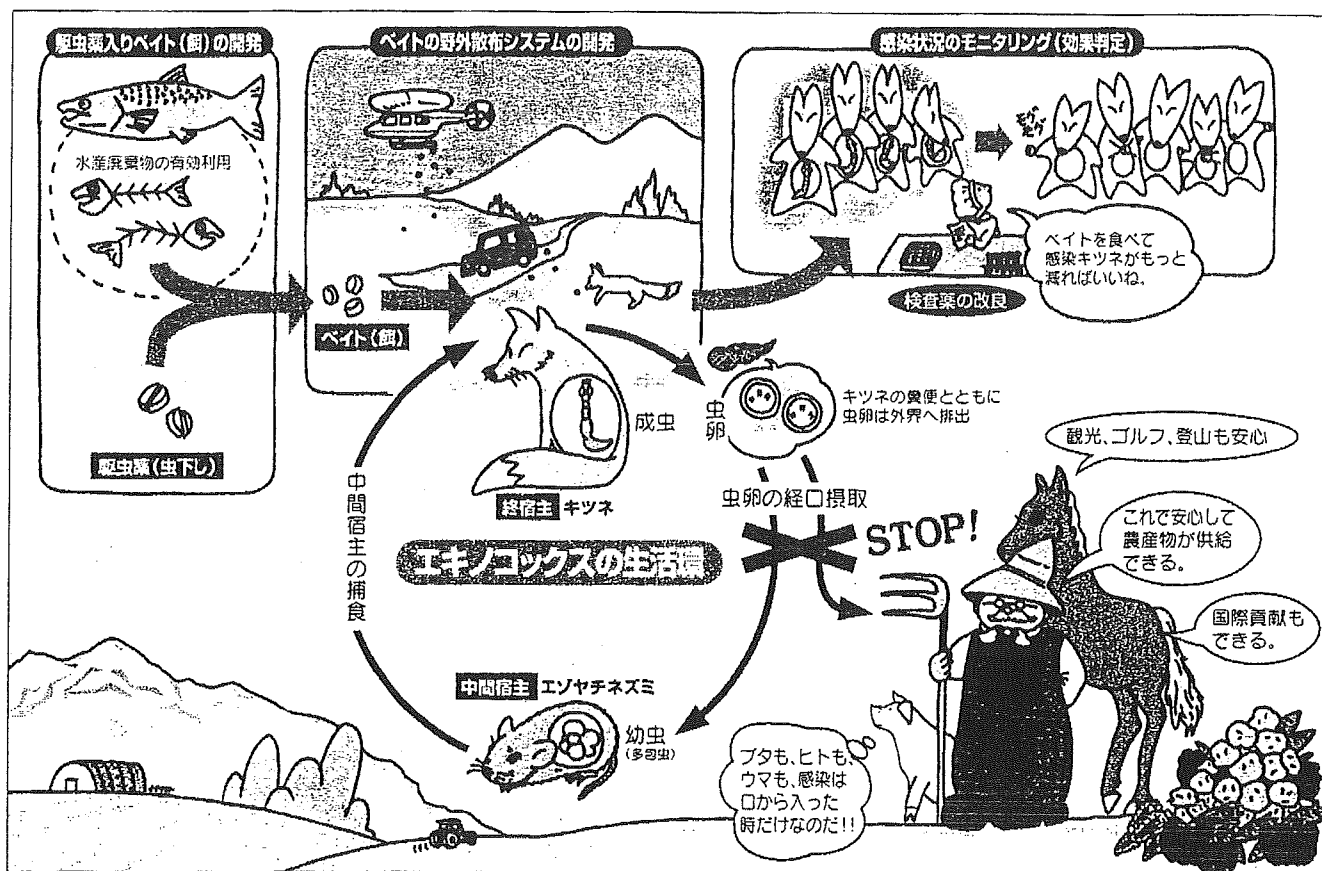 駆虫薬入りベイト(餌)の開発
水産廃棄物の有効利用
駆虫薬(虫下し)
ベイトの野外散布システムの開発
ベイト(餌)
感染状況のモニタリング(効果判定)
モグ
モグ
ベイトを食べて
感染キツネがもっと
減ればいいね。
検査薬の改良
成虫
終宿主 キツネ
虫卵
キツネの糞便とともに
虫卵は外界へ排出
虫卵の経口摂取
STOP!
中間宿主の捕食
エキノコックスの生活環
中間宿主 エゾヤチネズミ
幼虫
(多包虫)
観光、ゴルフ、登山も安心
これで安心して
農産物が供給
できる。
国際貢献も
できる。
ブタも、ヒトも、
ウマも、感染は
口から入った
時だけなのだ!!